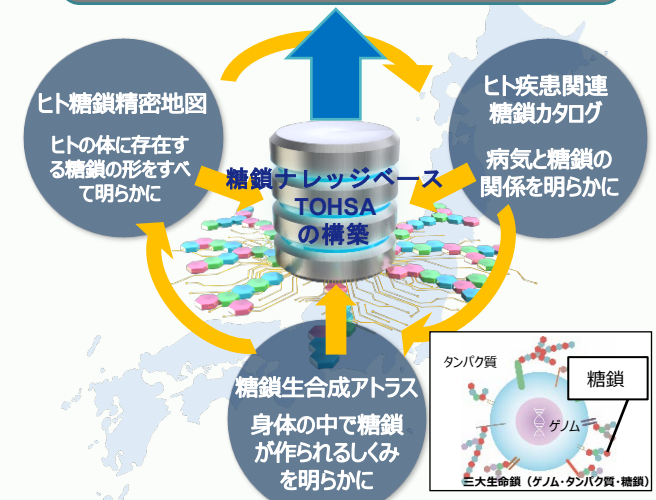 ヒト糖鎖精密地図
ヒトの体に存在す
る糖鎖の形をすべ
て明らかに
ヒト疾患関連
糖鎖カタログ
病気と糖鎖の
関係を明らかに
糖鎖ナレッジベース
TOHSA
の構築
糖鎖生合成アトラス
身体の中で糖鎖
が作られるしくみ
を明らかに
タンパク質
糖鎖
ゲノム
三大生命鎖（ゲノム・タンパク質・糖鎖）